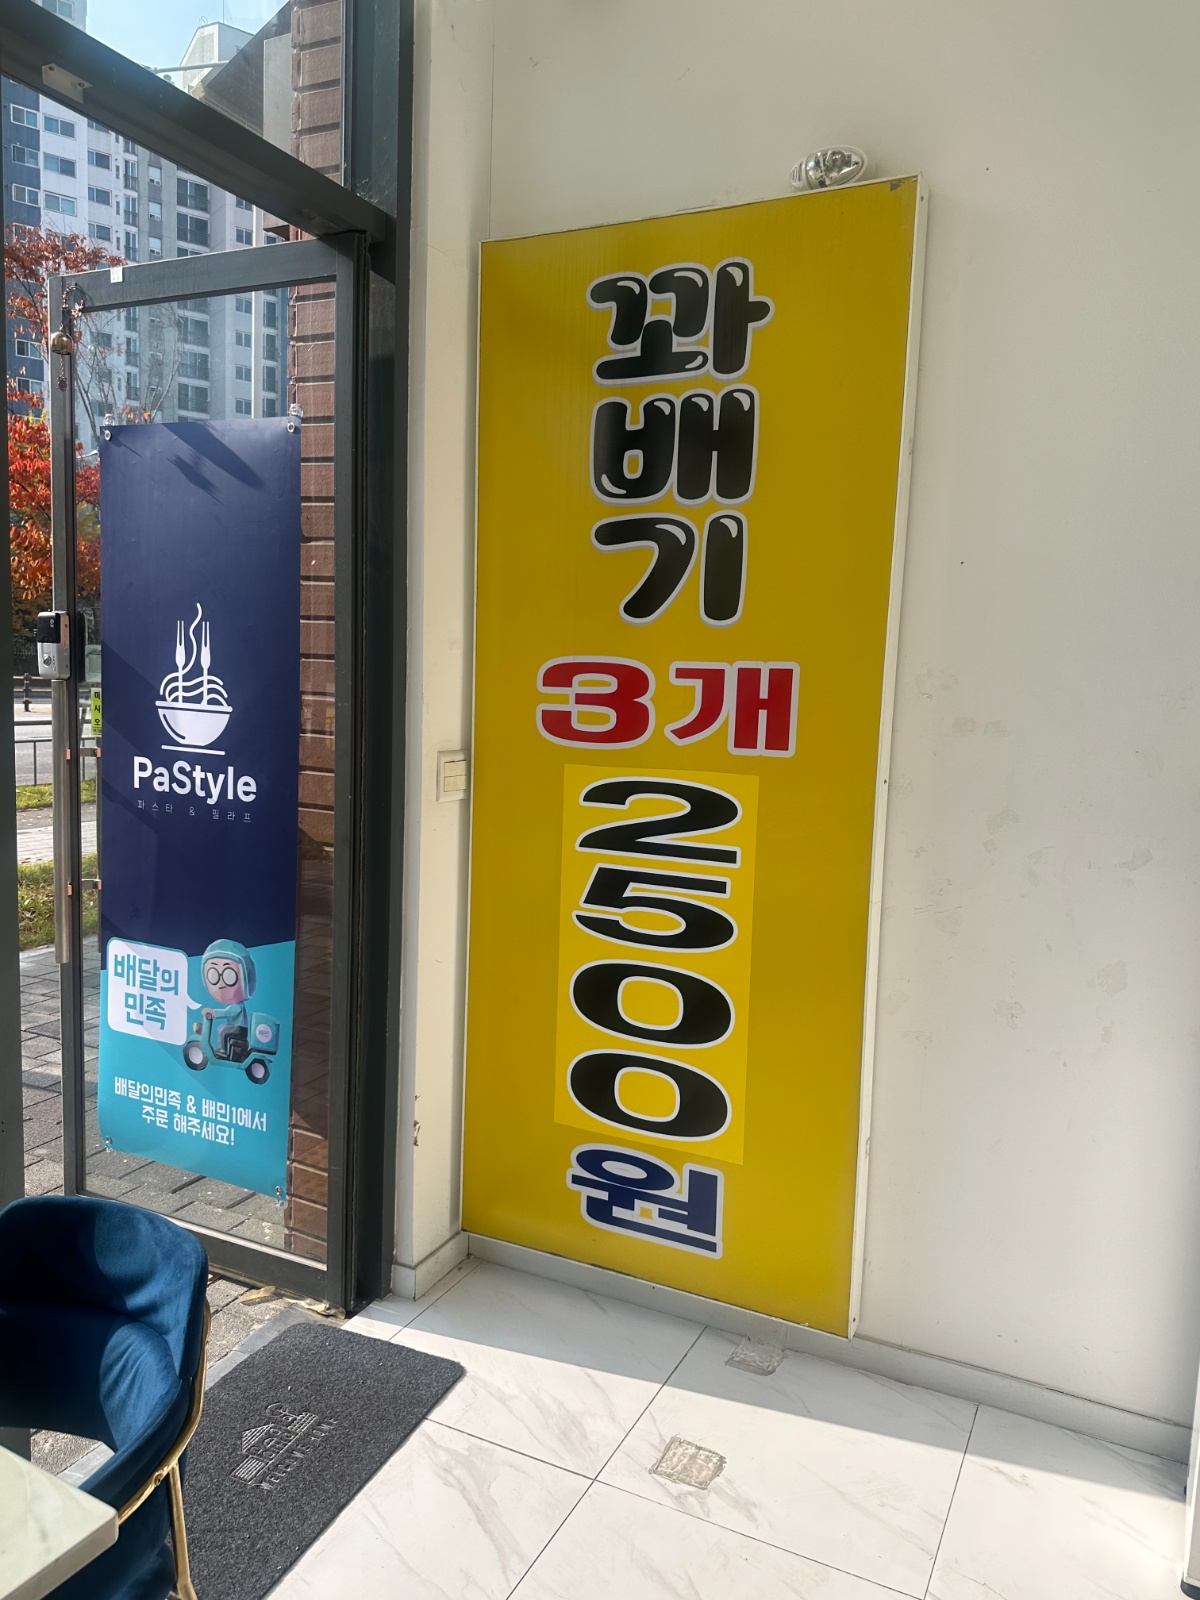 PaStyle
파스타 & 필라프
배달의
민족
배달의민족 & 배민1에서
주문 해주세요!
꽈
배
기
3개
2500
원